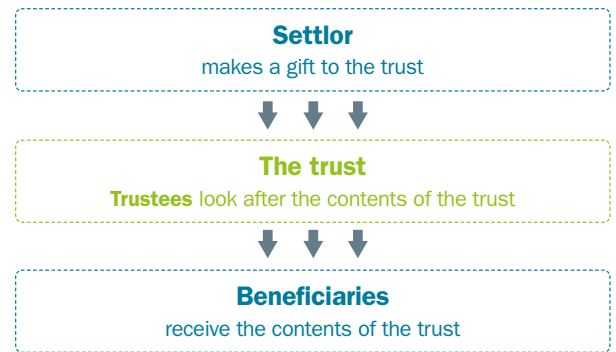 Settlor
makes a gift to the trust
The trust
Trustees look after the contents of the trust
Beneficiaries
receive the contents of the trust